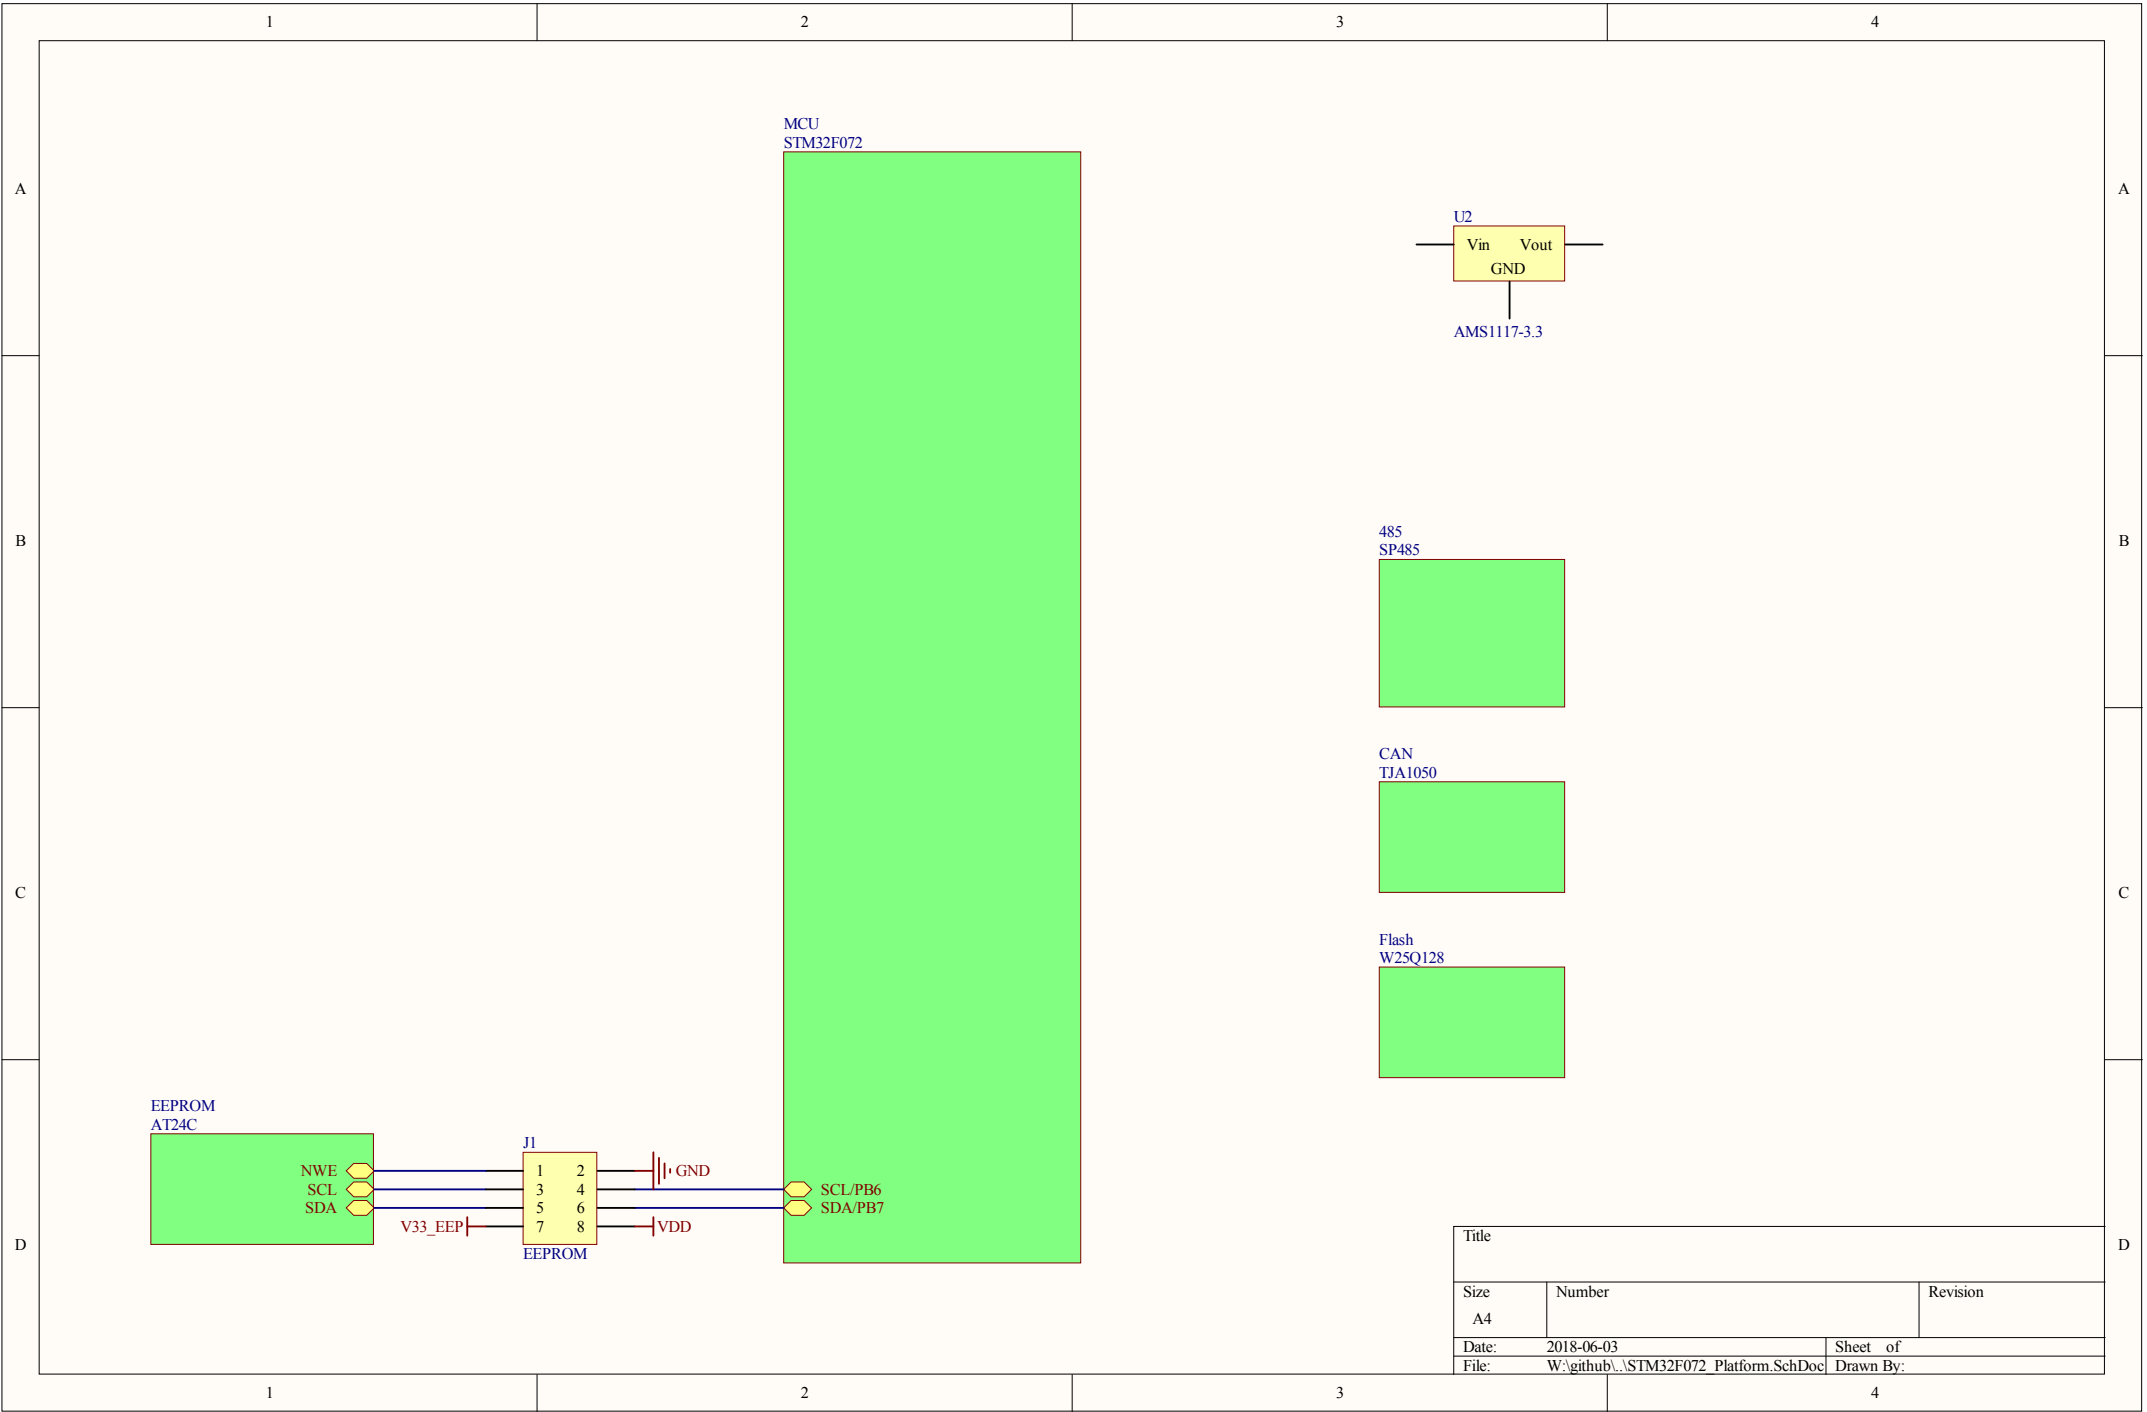 1 2 3 4
A A
B B
C C
D D
MCU
STM32F072
U2
Vin Vout
GND
AMS1117-3.3
485
SP485
CAN
TJA1050
Flash
W25Q128
EEPROM
AT24C
NWE
SCL
SDA
V33_EEP
J1
1 2
3 4
5 6
7 8
EEPROM
GND
VDD
SCL/PB6
SDA/PB7
Title
Size Number Revision
A4
Date: 2018-06-03 Sheet of
File: W:\github\..\STM32F072_Platform.SchDoc Drawn By:
1 2 3 4